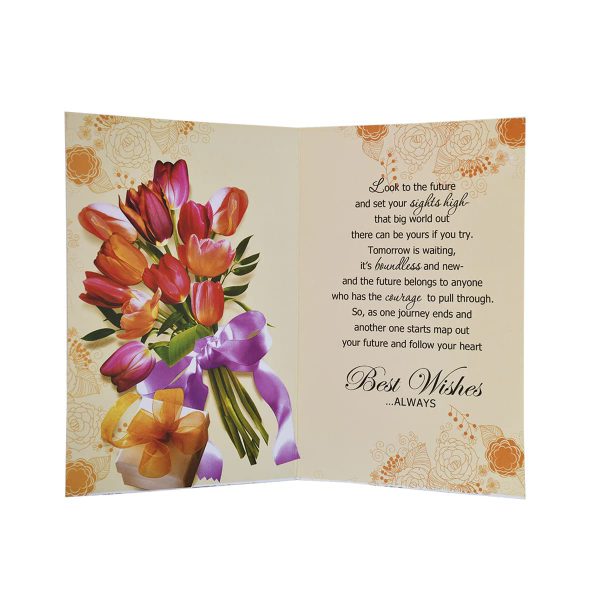 Look to the future
and set your sights high-
that big world out
there can be yours if you try.
Tomorrow is waiting,
it's boundless and new-
and the future belongs to anyone
who has the courage to pull through.
So, as one journey ends and
another one starts map out
your future and follow your heart
Best Wishes
...ALWAYS